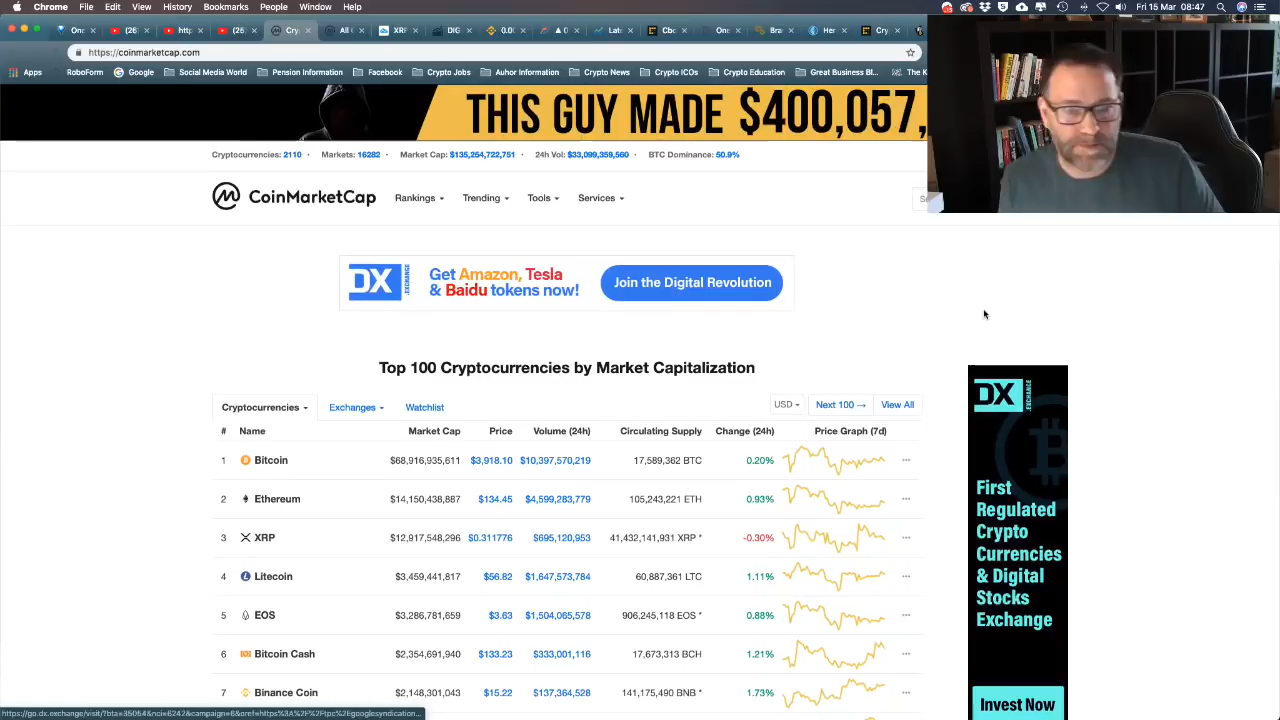 Chrome File Edit View History Bookmarks People Window Help
Fri 15 Mar 08:47
https://coinmarketcap.com
Apps RoboForm Google Social Media World Pension Information Facebook Crypto Jobs Auhor Information Crypto News Crypto ICOs Crypto Education Great Business Bl...
THIS GUY MADE $400,057,
Cryptocurrencies: 2110 • Markets: 16282 • Market Cap: $135,254,722,751 • 24h Vol: $33,099,359,560 • BTC Dominance: 50.9%
CoinMarketCap Rankings Trending Tools Services
DX .EXCHANGE Get Amazon, Tesla
& Baidu tokens now!
Join the Digital Revolution
Top 100 Cryptocurrencies by Market Capitalization
Cryptocurrencies Exchanges Watchlist USD Next 100 → View All
# Name Market Cap Price Volume (24h) Circulating Supply Change (24h) Price Graph (7d)
1 Bitcoin $68,916,935,611 $3,918.10 $10,397,570,219 17,589,362 BTC 0.20%
2 Ethereum $14,150,438,887 $134.45 $4,599,283,779 105,243,221 ETH 0.93%
3 XRP $12,917,548,296 $0.311776 $695,120,953 41,432,141,931 XRP * -0.30%
4 Litecoin $3,459,441,817 $56.82 $1,647,573,784 60,887,361 LTC 1.11%
5 EOS $3,286,781,659 $3.63 $1,504,065,578 906,245,118 EOS * 0.88%
6 Bitcoin Cash $2,354,691,940 $133.23 $333,001,116 17,673,313 BCH 1.21%
7 Binance Coin $2,148,301,043 $15.22 $137,364,528 141,175,490 BNB * 1.73%
DX .EXCHANGE
First
Regulated
Crypto
Currencies
& Digital
Stocks
Exchange
Invest Now